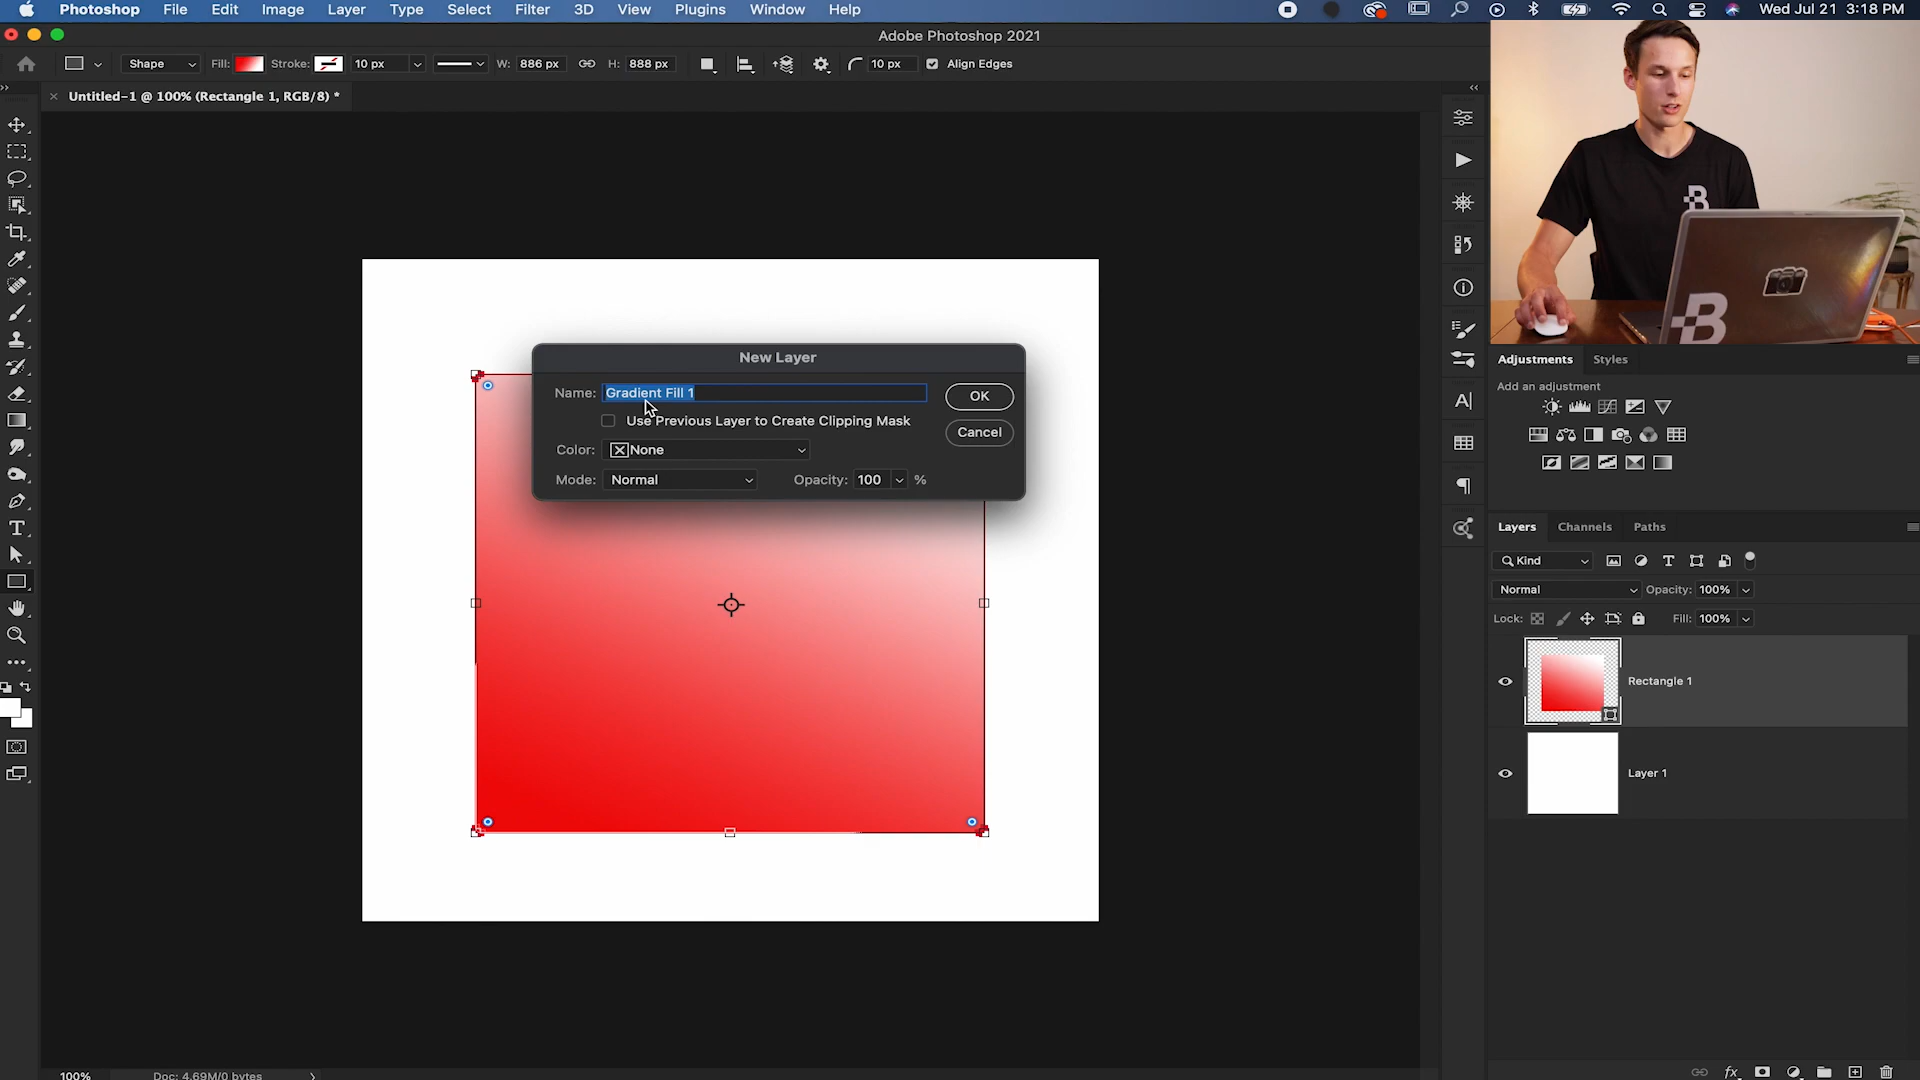 Photoshop File Edit Image Layer Type Select Filter 3D View Plugins Window Help Wed Jul 21 3:18 PM
Adobe Photoshop 2021
Shape Fill: Stroke: 10 px W: 886 px H: 888 px 10 px Align Edges
Untitled-1 @ 100% (Rectangle 1, RGB/8) *
New Layer
Name: Gradient Fill 1
OK
Use Previous Layer to Create Clipping Mask
Cancel
Color: None
Mode: Normal Opacity: 100 %
Adjustments Styles
Add an adjustment
Layers Channels Paths
Kind
Normal Opacity: 100%
Lock: Fill: 100%
Rectangle 1
Layer 1
100% Doc: 4.69M/0 bytes